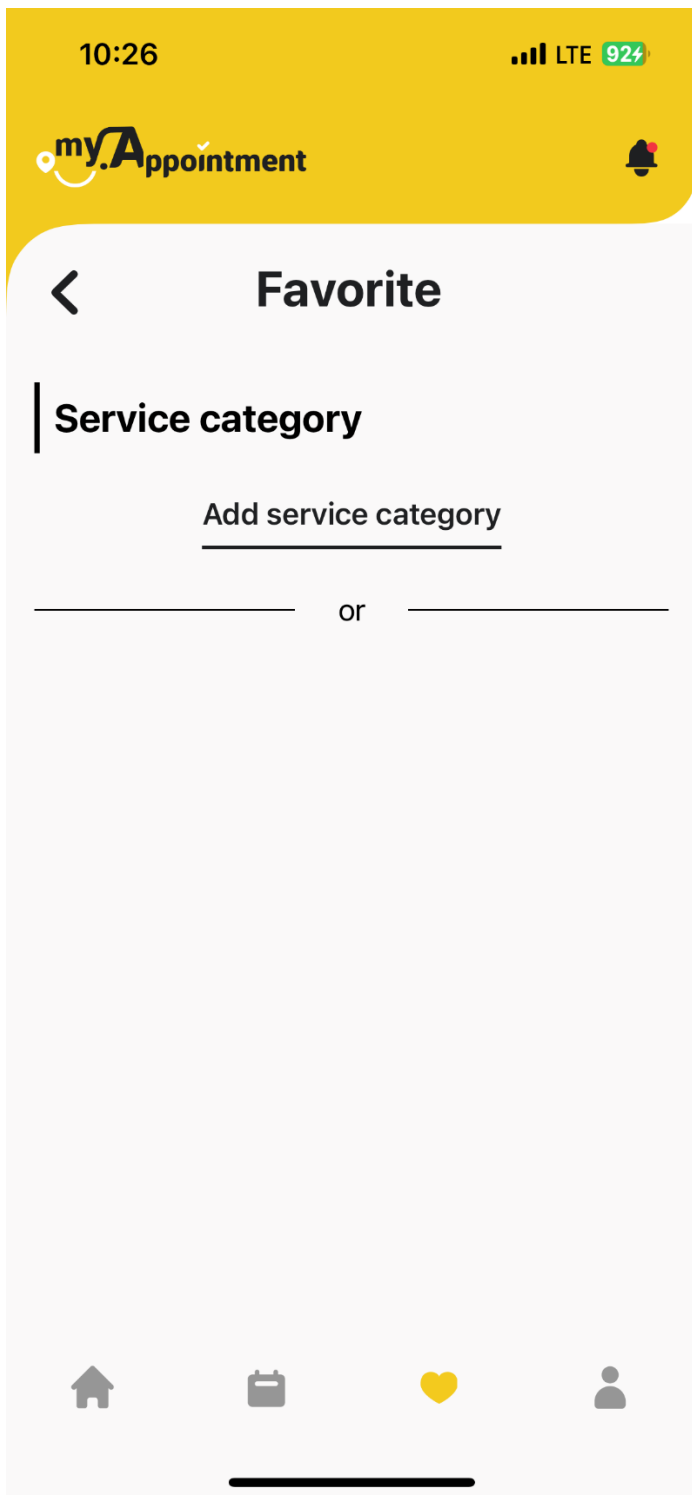 10:26 LTE 92
my.Appointment
Favorite
Service category
Add service category
or